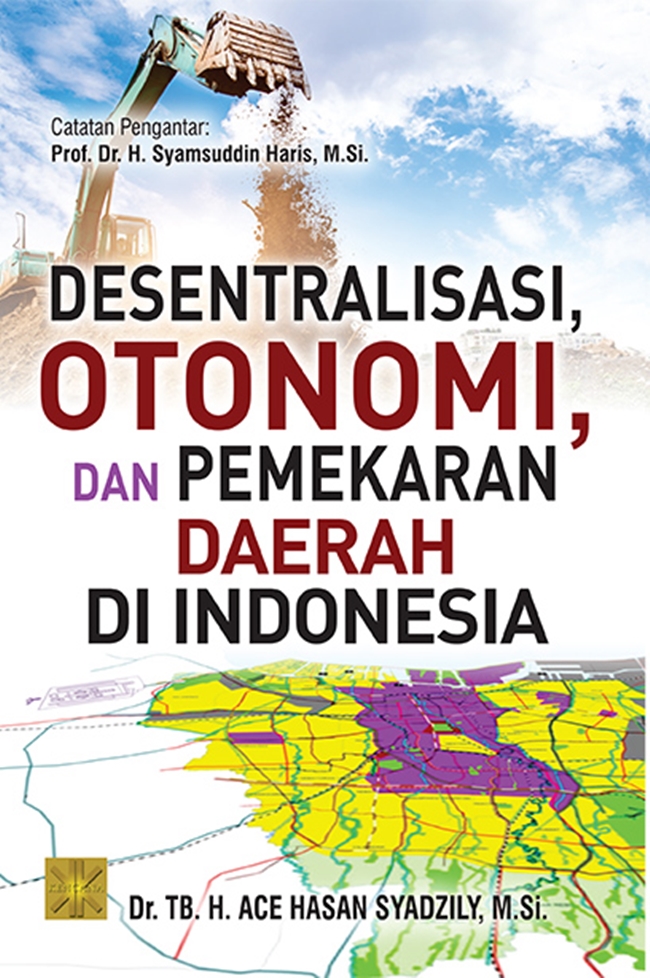 Catatan Pengantar:
Prof. Dr. H. Syamsuddin Haris, M.Si.
DESENTRALISASI,
OTONOMI,
DAN PEMEKARAN
DAERAH
DI INDONESIA
KENCANA
Dr. TB. H. ACE HASAN SYADZILY, M.Si.